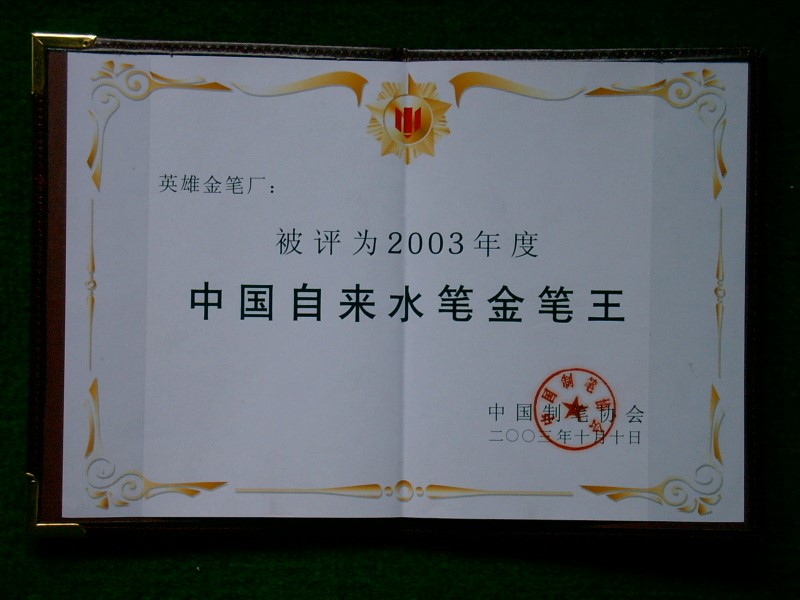 英雄金笔厂：
被评为2003年度
中国自来水笔金笔王
中国制笔协会
二〇〇三年十月十日
中国制笔协会